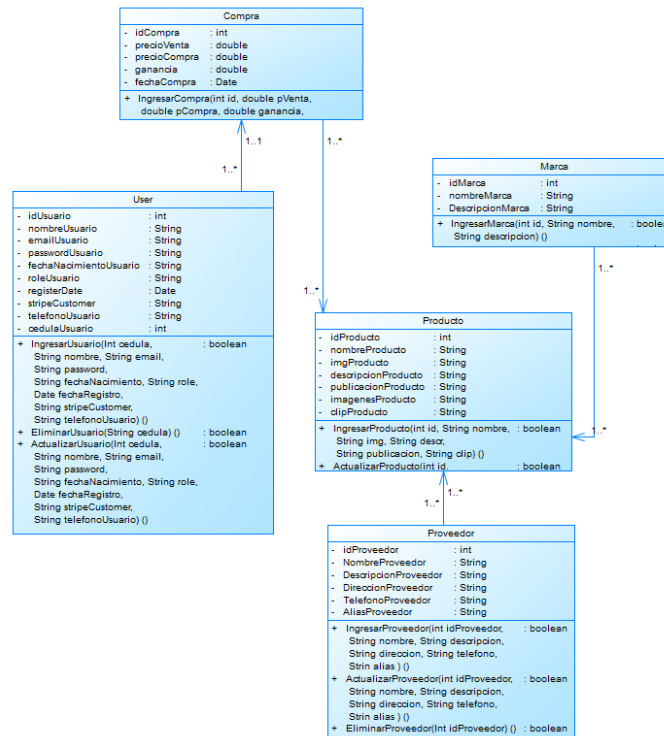 Compra
- idCompra : int
- precioVenta : double
- precioCompra : double
- ganancia : double
- fechaCompra : Date
+ IngresarCompra(int id, double pVenta,
double pCompra, double ganancia,
1..1
1..*
1..*
User
- idUsuario : int
- nombreUsuario : String
- emailUsuario : String
- passwordUsuario : String
- fechaNacimientoUsuario : String
- roleUsuario : String
- registerDate : Date
- stripeCustomer : String
- telefonoUsuario : String
- cedulaUsuario : int
+ IngresarUsuario(Int cedula, : boolean
String nombre, String email,
String password,
String fechaNacimiento, String role,
Date fechaRegistro,
String stripeCustomer,
String telefonoUsuario) ()
+ EliminarUsuario(String cedula) () : boolean
+ ActualizarUsuario(Int cedula, : boolean
String nombre, String email,
String password,
String fechaNacimiento, String role,
Date fechaRegistro,
String stripeCustomer,
String telefonoUsuario) ()
Marca
- idMarca : int
- nombreMarca : String
- DescripcionMarca : String
+ IngresarMarca(int id, String nombre, : boolean
String descripcion) ()
1..*
1..*
Producto
- idProducto : int
- nombreProducto : String
- imgProducto : String
- descripcionProducto : String
- publicacionProducto : String
- imagenesProducto : String
- clipProducto : String
+ IngresarProducto(int id, String nombre, : boolean
String img, String descr,
String publicacion, String clip) ()
+ ActualizarProducto(int id, : boolean
1..*
1..*
1..*
Proveedor
- idProveedor : int
- NombreProveedor : String
- DescripcionProveedor : String
- DireccionProveedor : String
- TelefonoProveedor : String
- AliasProveedor : String
+ IngresarProveedor(int idProveedor, : boolean
String nombre, String descripcion,
String direccion, String telefono,
Strin alias ) ()
+ ActualizarProveedor(int idProveedor, : boolean
String nombre, String descripcion,
String direccion, String telefono,
Strin alias ) ()
+ EliminarProveedor(Int idProveedor) () : boolean